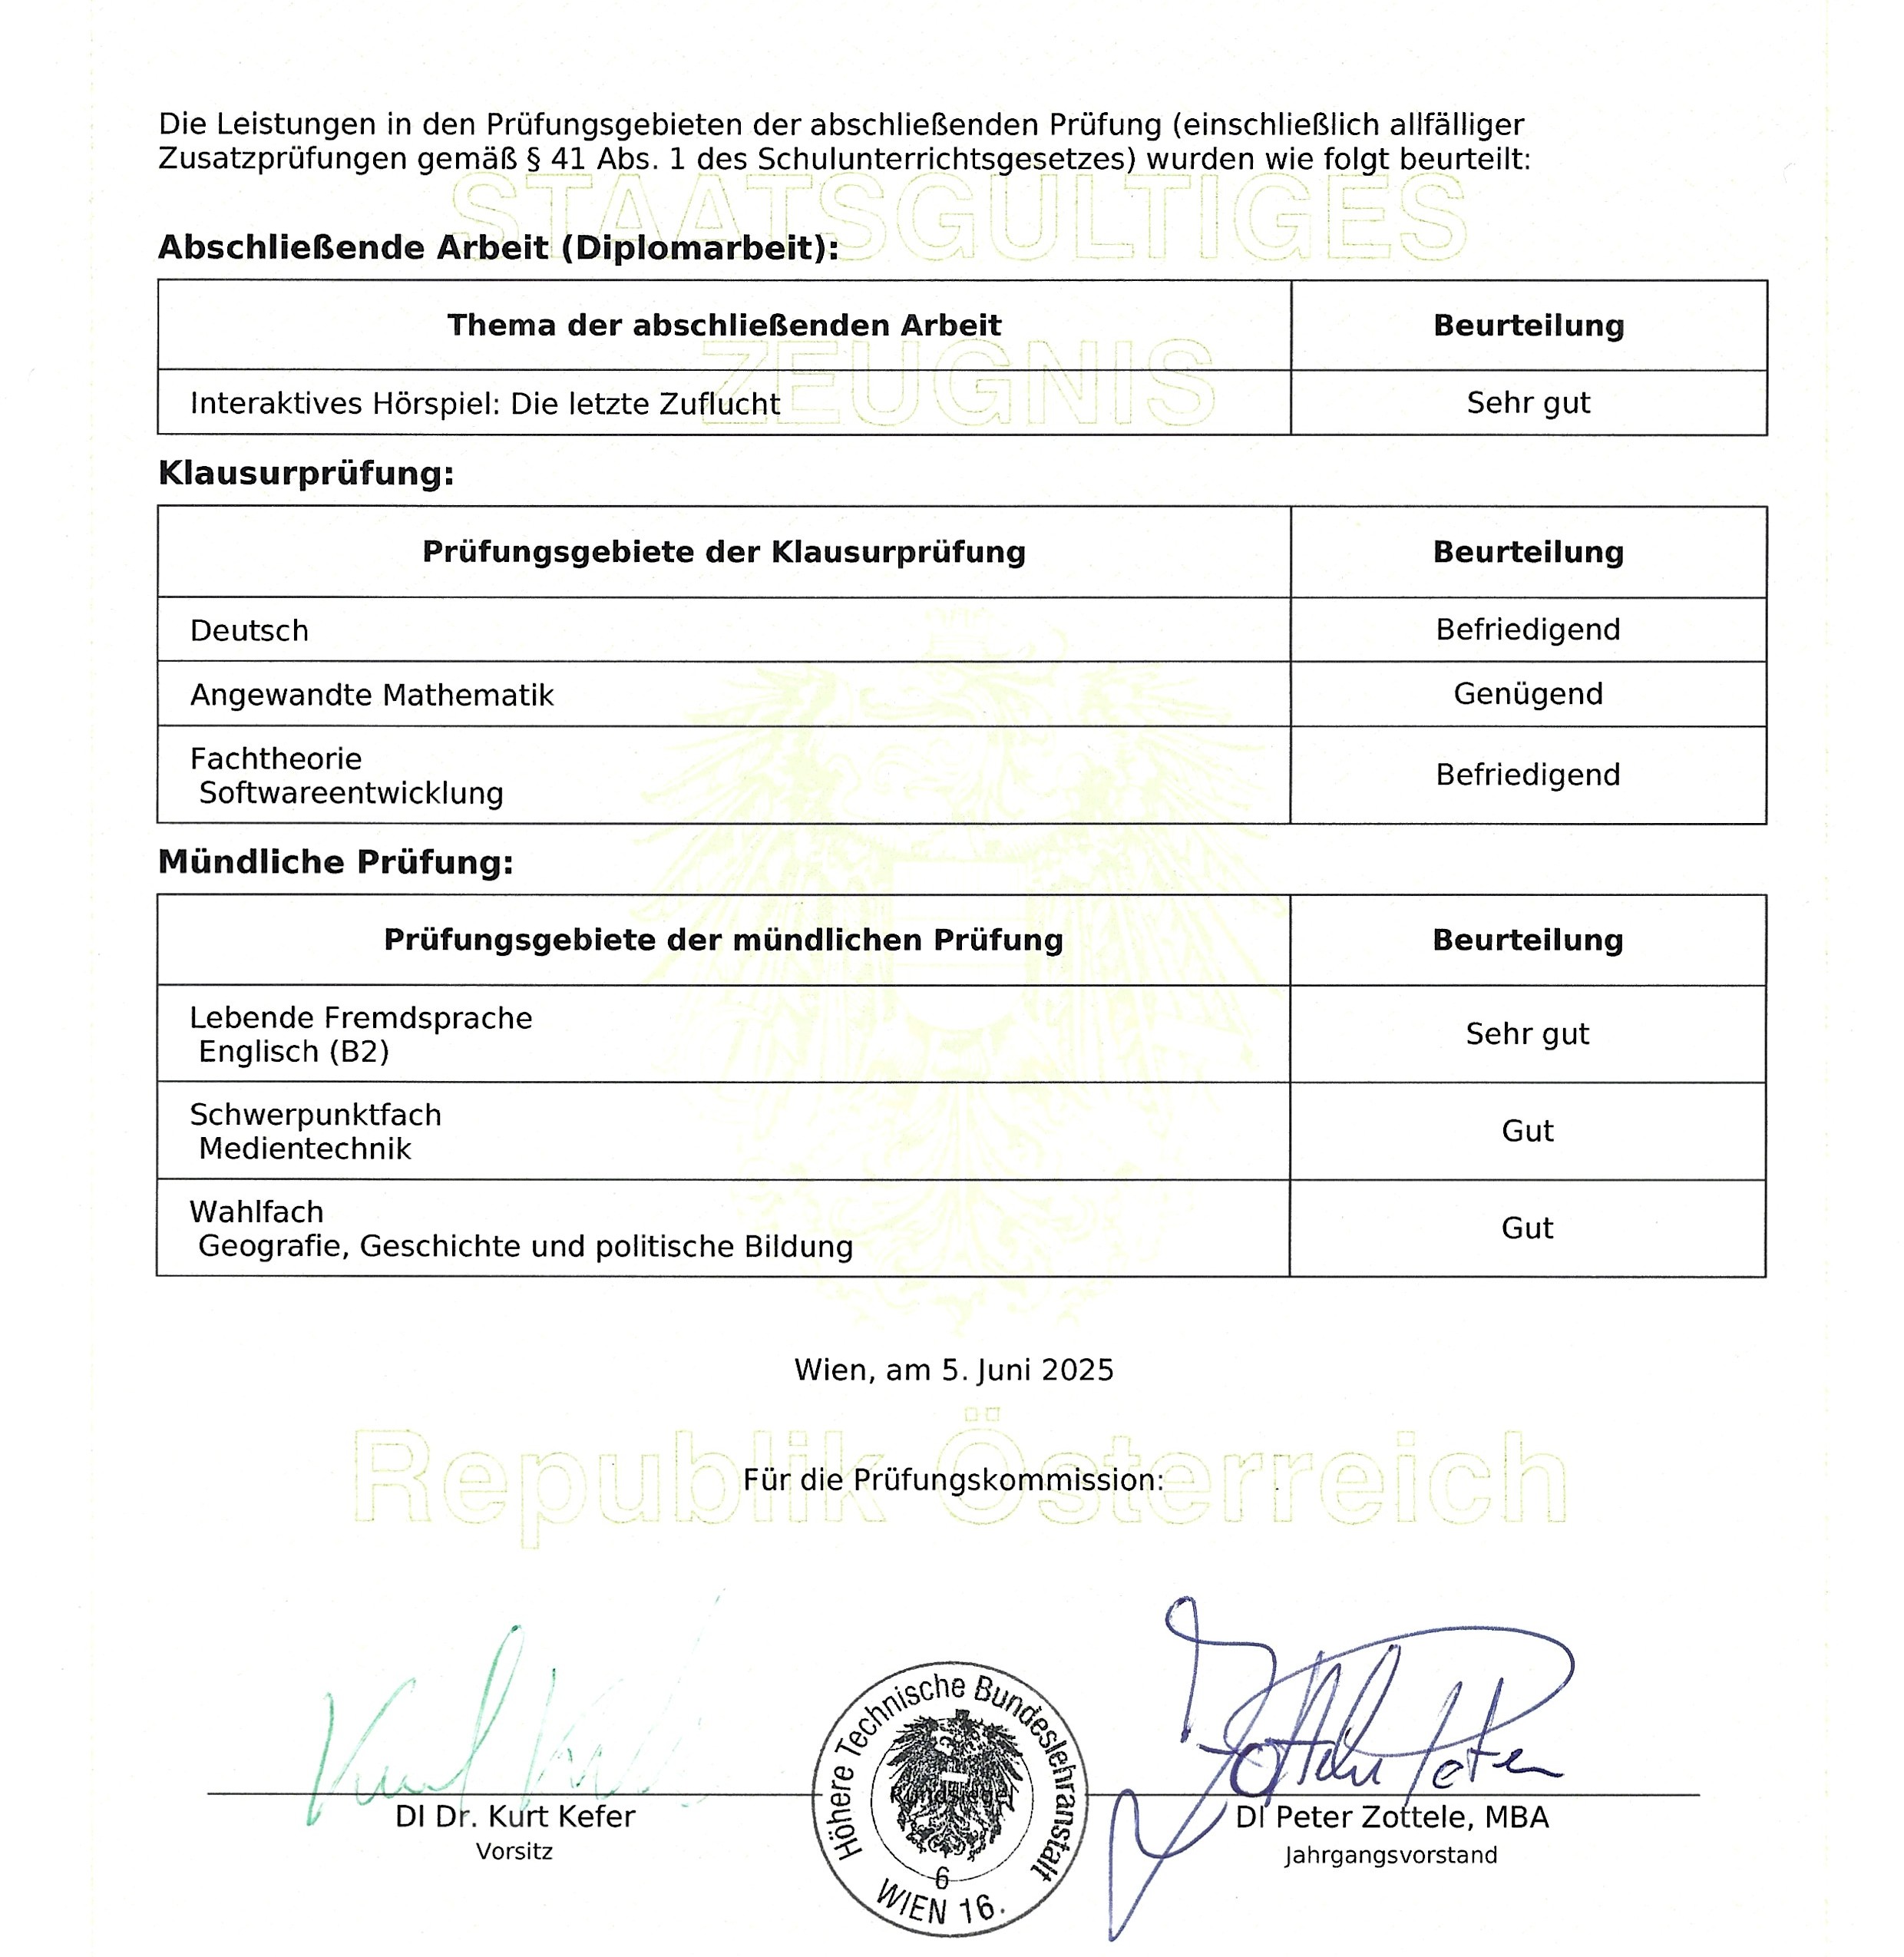 Die Leistungen in den Prüfungsgebieten der abschließenden Prüfung (einschließlich allfälliger
Zusatzprüfungen gemäß § 41 Abs. 1 des Schulunterrichtsgesetzes) wurden wie folgt beurteilt:
STAATSGÜLTIGES
Abschließende Arbeit (Diplomarbeit):
Thema der abschließenden Arbeit Beurteilung
ZEUGNIS
Interaktives Hörspiel: Die letzte Zuflucht Sehr gut
Klausurprüfung:
Prüfungsgebiete der Klausurprüfung Beurteilung
Deutsch Befriedigend
Angewandte Mathematik Genügend
Fachtheorie
Softwareentwicklung Befriedigend
Mündliche Prüfung:
Prüfungsgebiete der mündlichen Prüfung Beurteilung
Lebende Fremdsprache
Englisch (B2) Sehr gut
Schwerpunktfach
Medientechnik Gut
Wahlfach
Geografie, Geschichte und politische Bildung Gut
Wien, am 5. Juni 2025
Republik Österreich
Für die Prüfungskommission:
Zottele Peter
Höhere Technische Bundeslehranstalt
Rundsiegel
6
WIEN 16.
DI Dr. Kurt Kefer
Vorsitz
DI Peter Zottele, MBA
Jahrgangsvorstand